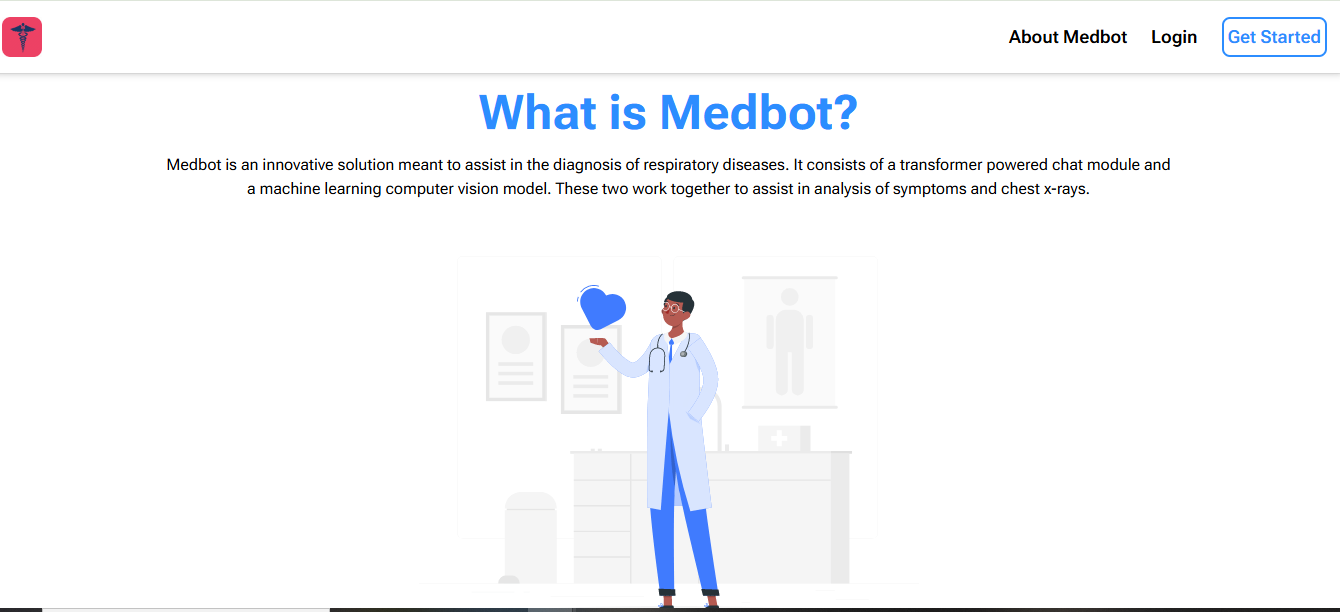 About Medbot Login Get Started
What is Medbot?
Medbot is an innovative solution meant to assist in the diagnosis of respiratory diseases. It consists of a transformer powered chat module and
a machine learning computer vision model. These two work together to assist in analysis of symptoms and chest x-rays.